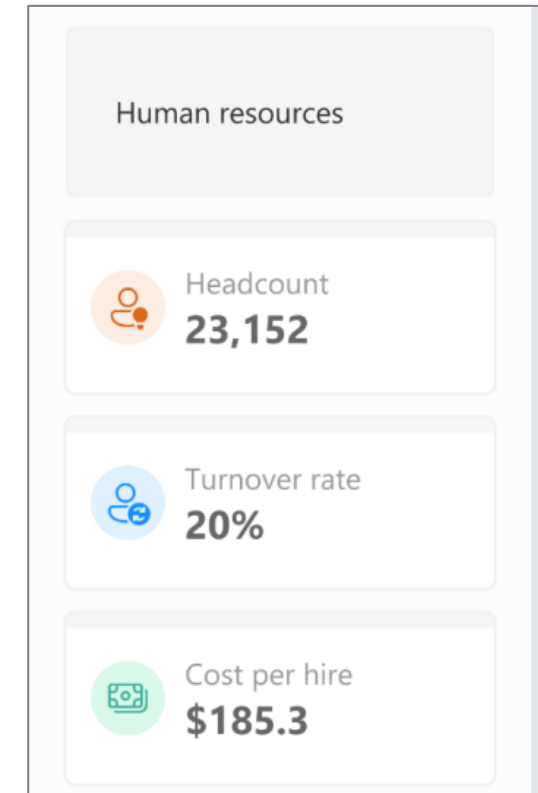 Human resources
Headcount
23,152
Turnover rate
20%
Cost per hire
$185.3